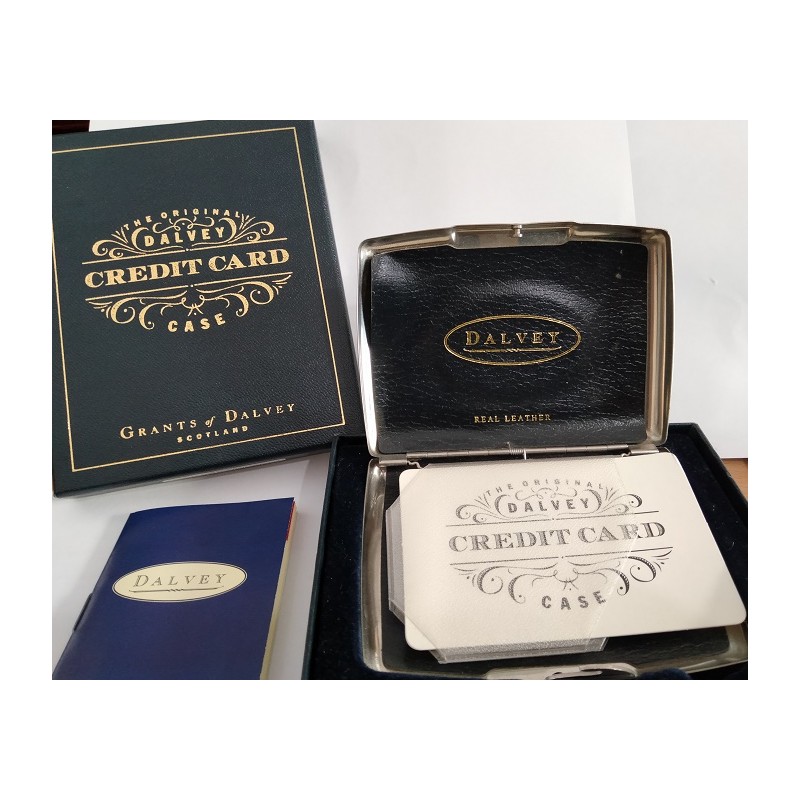 THE ORIGINAL
DALVEY
CREDIT CARD
CASE
GRANTS of DALVEY
SCOTLAND
DALVEY
DALVEY
REAL LEATHER
THE ORIGINAL
DALVEY
CREDIT CARD
CASE